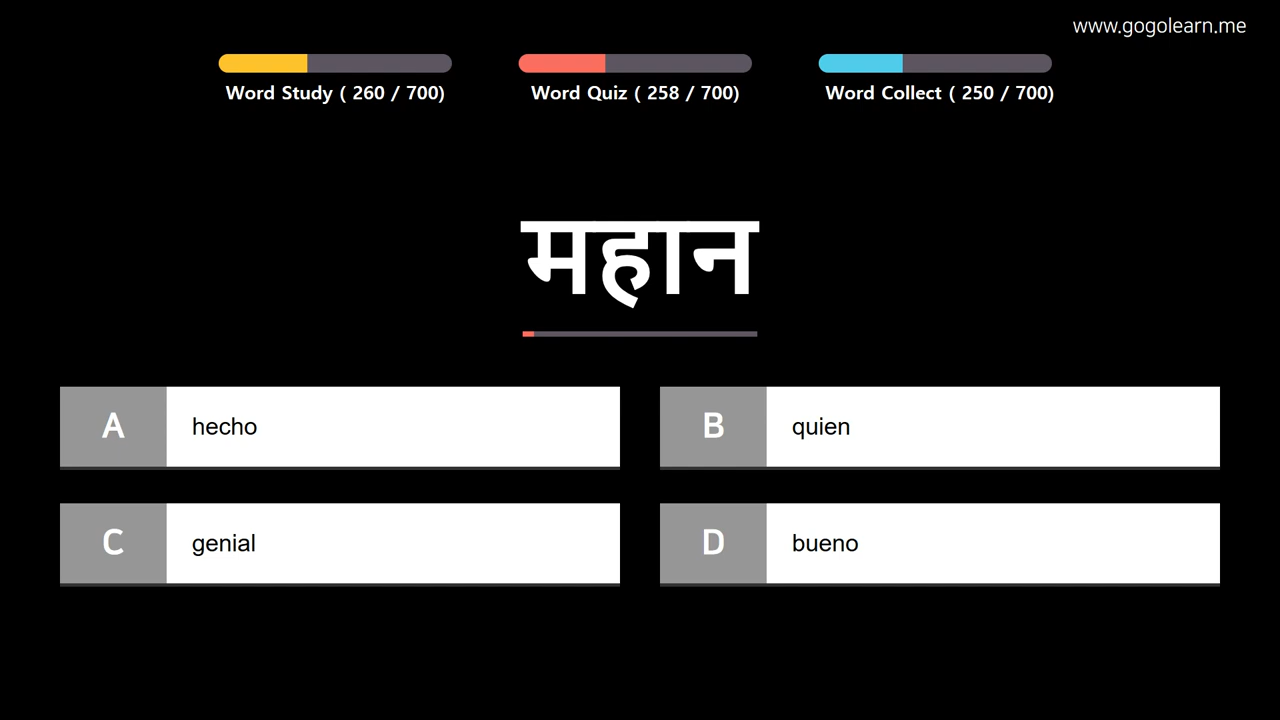 www.gogolearn.me
Word Study ( 260 / 700)
Word Quiz ( 258 / 700)
Word Collect ( 250 / 700)
महान
A hecho
B quien
C genial
D bueno